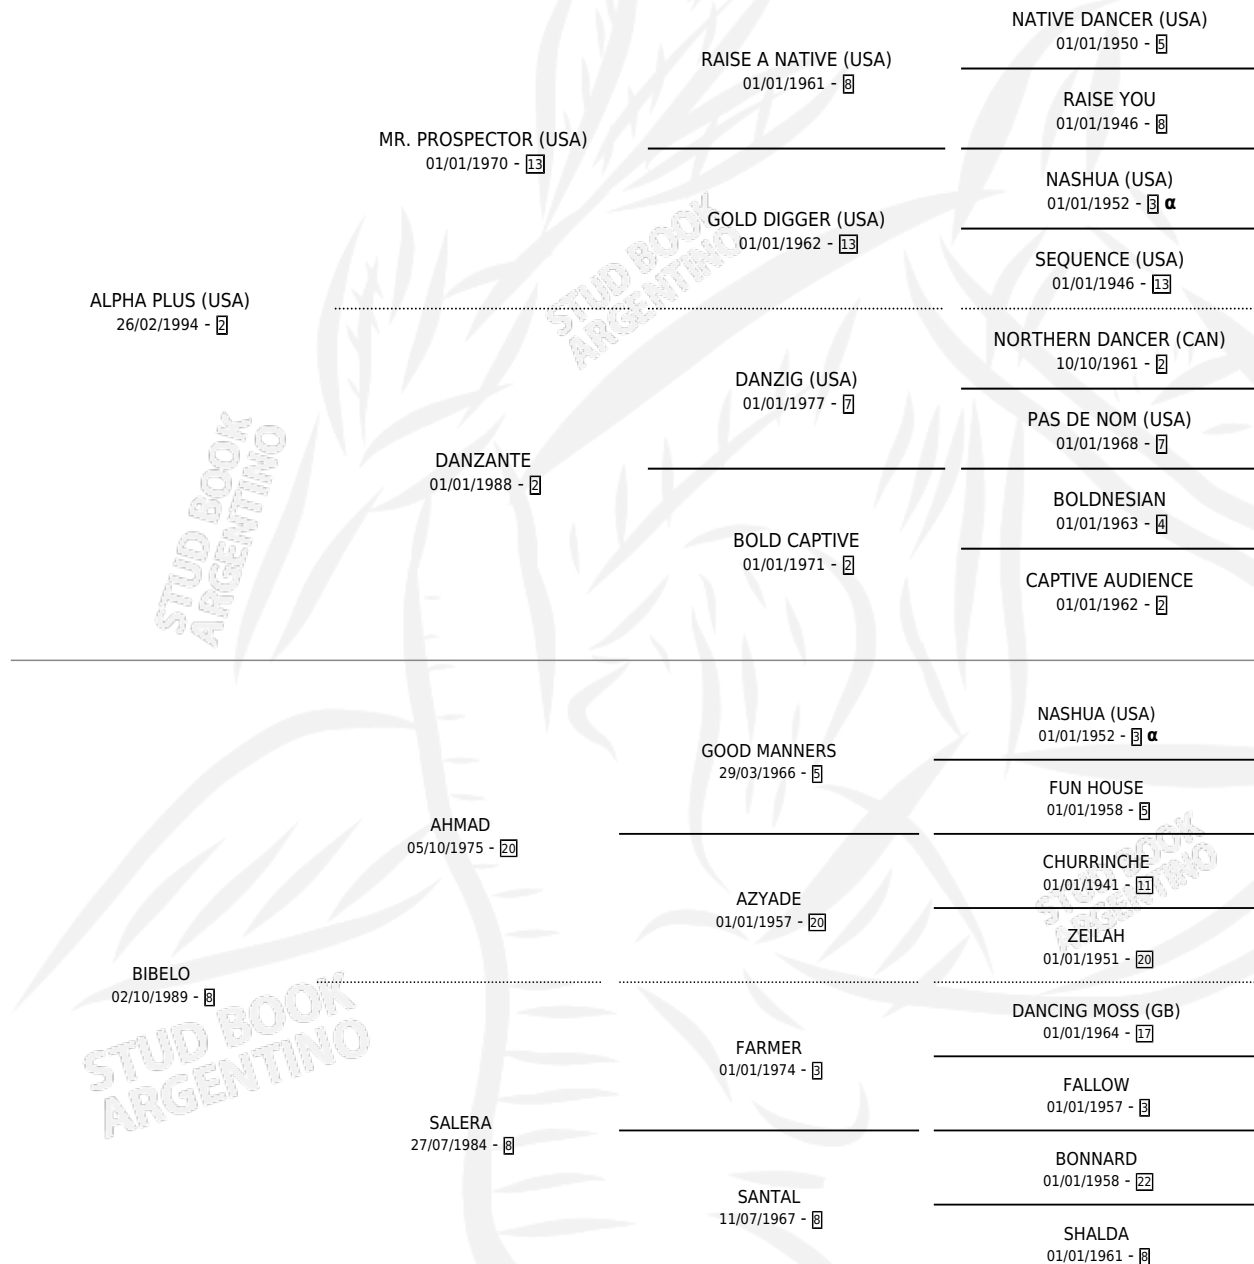 NATIVE DANCER (USA)
01/01/1950 - 5
RAISE A NATIVE (USA)
01/01/1961 - 8
RAISE YOU
01/01/1946 - 8
MR. PROSPECTOR (USA)
01/01/1970 - 13
NASHUA (USA)
01/01/1952 - 3 α
GOLD DIGGER (USA)
01/01/1962 - 13
SEQUENCE (USA)
01/01/1946 - 13
ALPHA PLUS (USA)
26/02/1994 - 2
NORTHERN DANCER (CAN)
10/10/1961 - 2
DANZIG (USA)
01/01/1977 - 7
PAS DE NOM (USA)
01/01/1968 - 7
DANZANTE
01/01/1988 - 2
BOLDNESIAN
01/01/1963 - 4
BOLD CAPTIVE
01/01/1971 - 2
CAPTIVE AUDIENCE
01/01/1962 - 2
STUD BOOK
ARGENTINO
STUD BOOK
ARGENTINO
NASHUA (USA)
01/01/1952 - 3 α
GOOD MANNERS
29/03/1966 - 5
FUN HOUSE
01/01/1958 - 5
AHMAD
05/10/1975 - 20
CHURRINCHE
01/01/1941 - 11
AZYADE
01/01/1957 - 20
ZEILAH
01/01/1951 - 20
STUD BOOK
ARGENTINO
BIBELO
02/10/1989 - 8
DANCING MOSS (GB)
01/01/1964 - 17
FARMER
01/01/1974 - 3
FALLOW
01/01/1957 - 3
SALERA
27/07/1984 - 8
BONNARD
01/01/1958 - 22
SANTAL
11/07/1967 - 8
SHALDA
01/01/1961 - 8
STUD BOOK
ARGENTINO